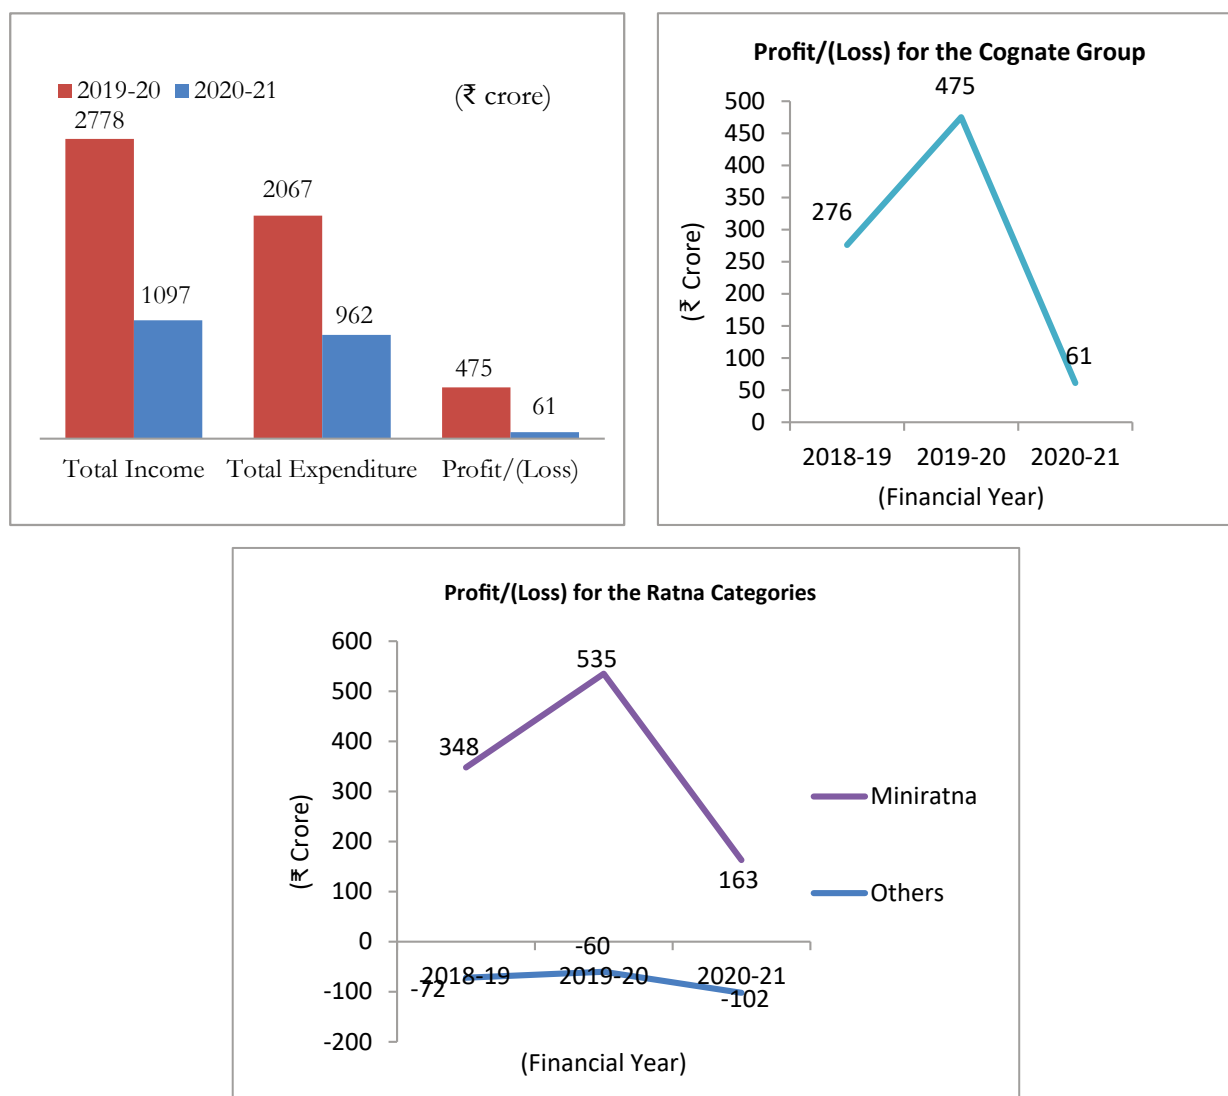 2019-20 2020-21 (₹ crore)
2778
2067
1097
962
475
61
Total Income Total Expenditure Profit/(Loss)
Profit/(Loss) for the Cognate Group
475
500
450
400
350
300
250
200
150
100
50
0
276
61
(₹ Crore)
2018-19 2019-20 2020-21
(Financial Year)
Profit/(Loss) for the Ratna Categories
600
500
400
300
200
100
0
-100
-200
535
348
163
-60
-72
-102
(₹ Crore)
2018-19 2019-20 2020-21
(Financial Year)
Miniratna
Others